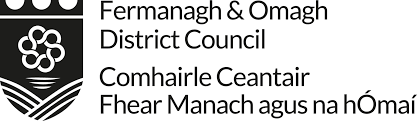 Fermanagh & Omagh
District Council
Comhairle Ceantair
Fhear Manach agus na hÓmaí